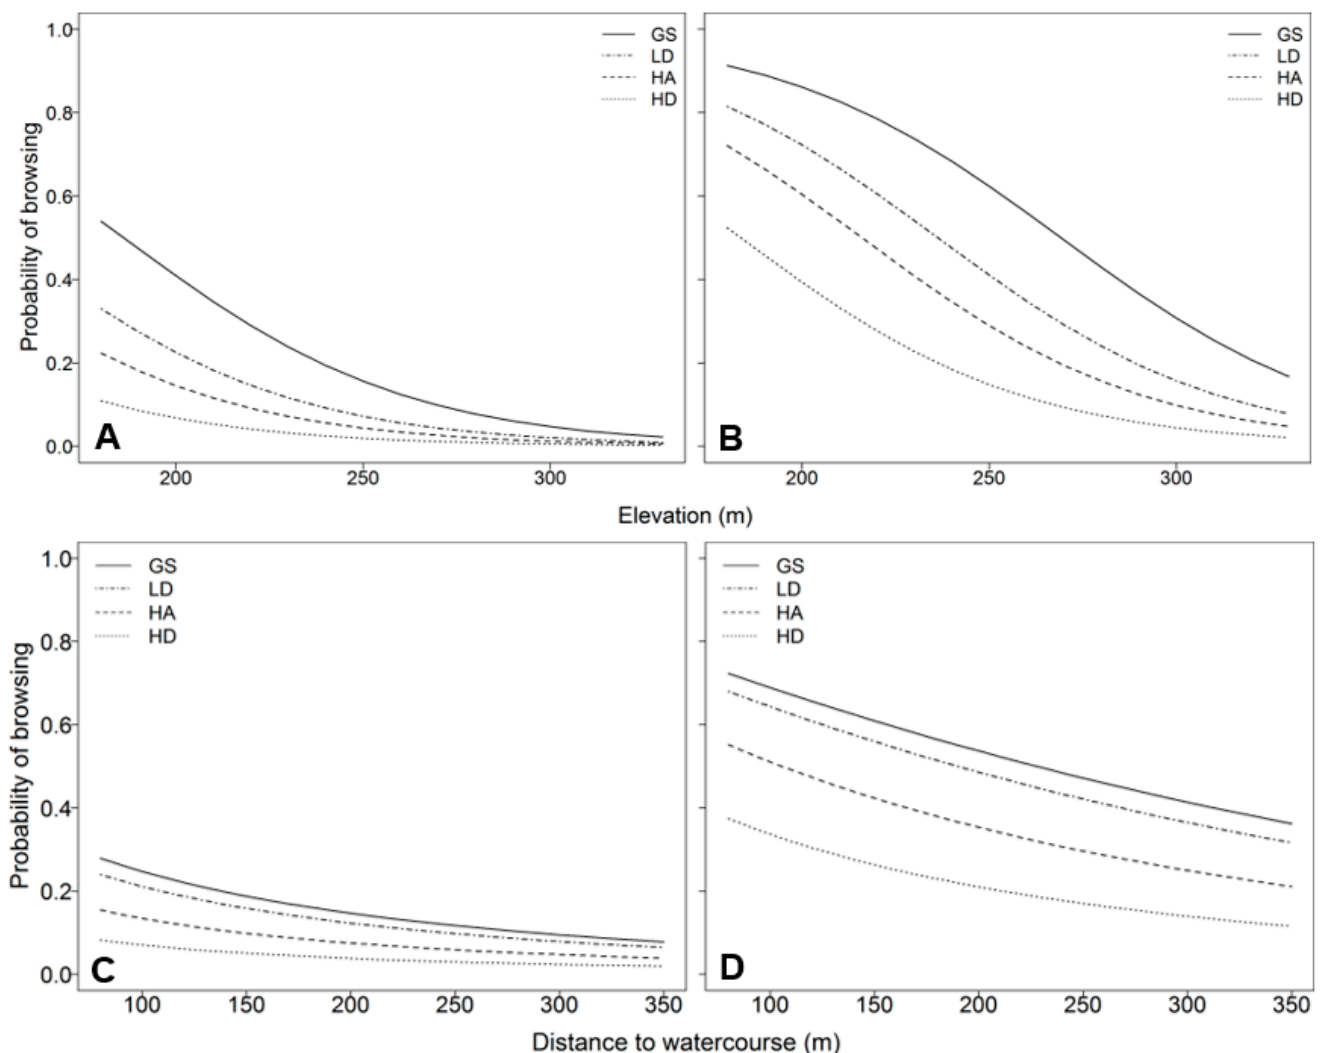 1.0
0.8
0.6
0.4
0.2
0.0
Probability of browsing
GS
LD
HA
HD
A
200 250 300
GS
LD
HA
HD
B
200 250 300
Elevation (m)
1.0
0.8
0.6
0.4
0.2
0.0
Probability of browsing
GS
LD
HA
HD
C
100 150 200 250 300 350
GS
LD
HA
HD
D
100 150 200 250 300 350
Distance to watercourse (m)